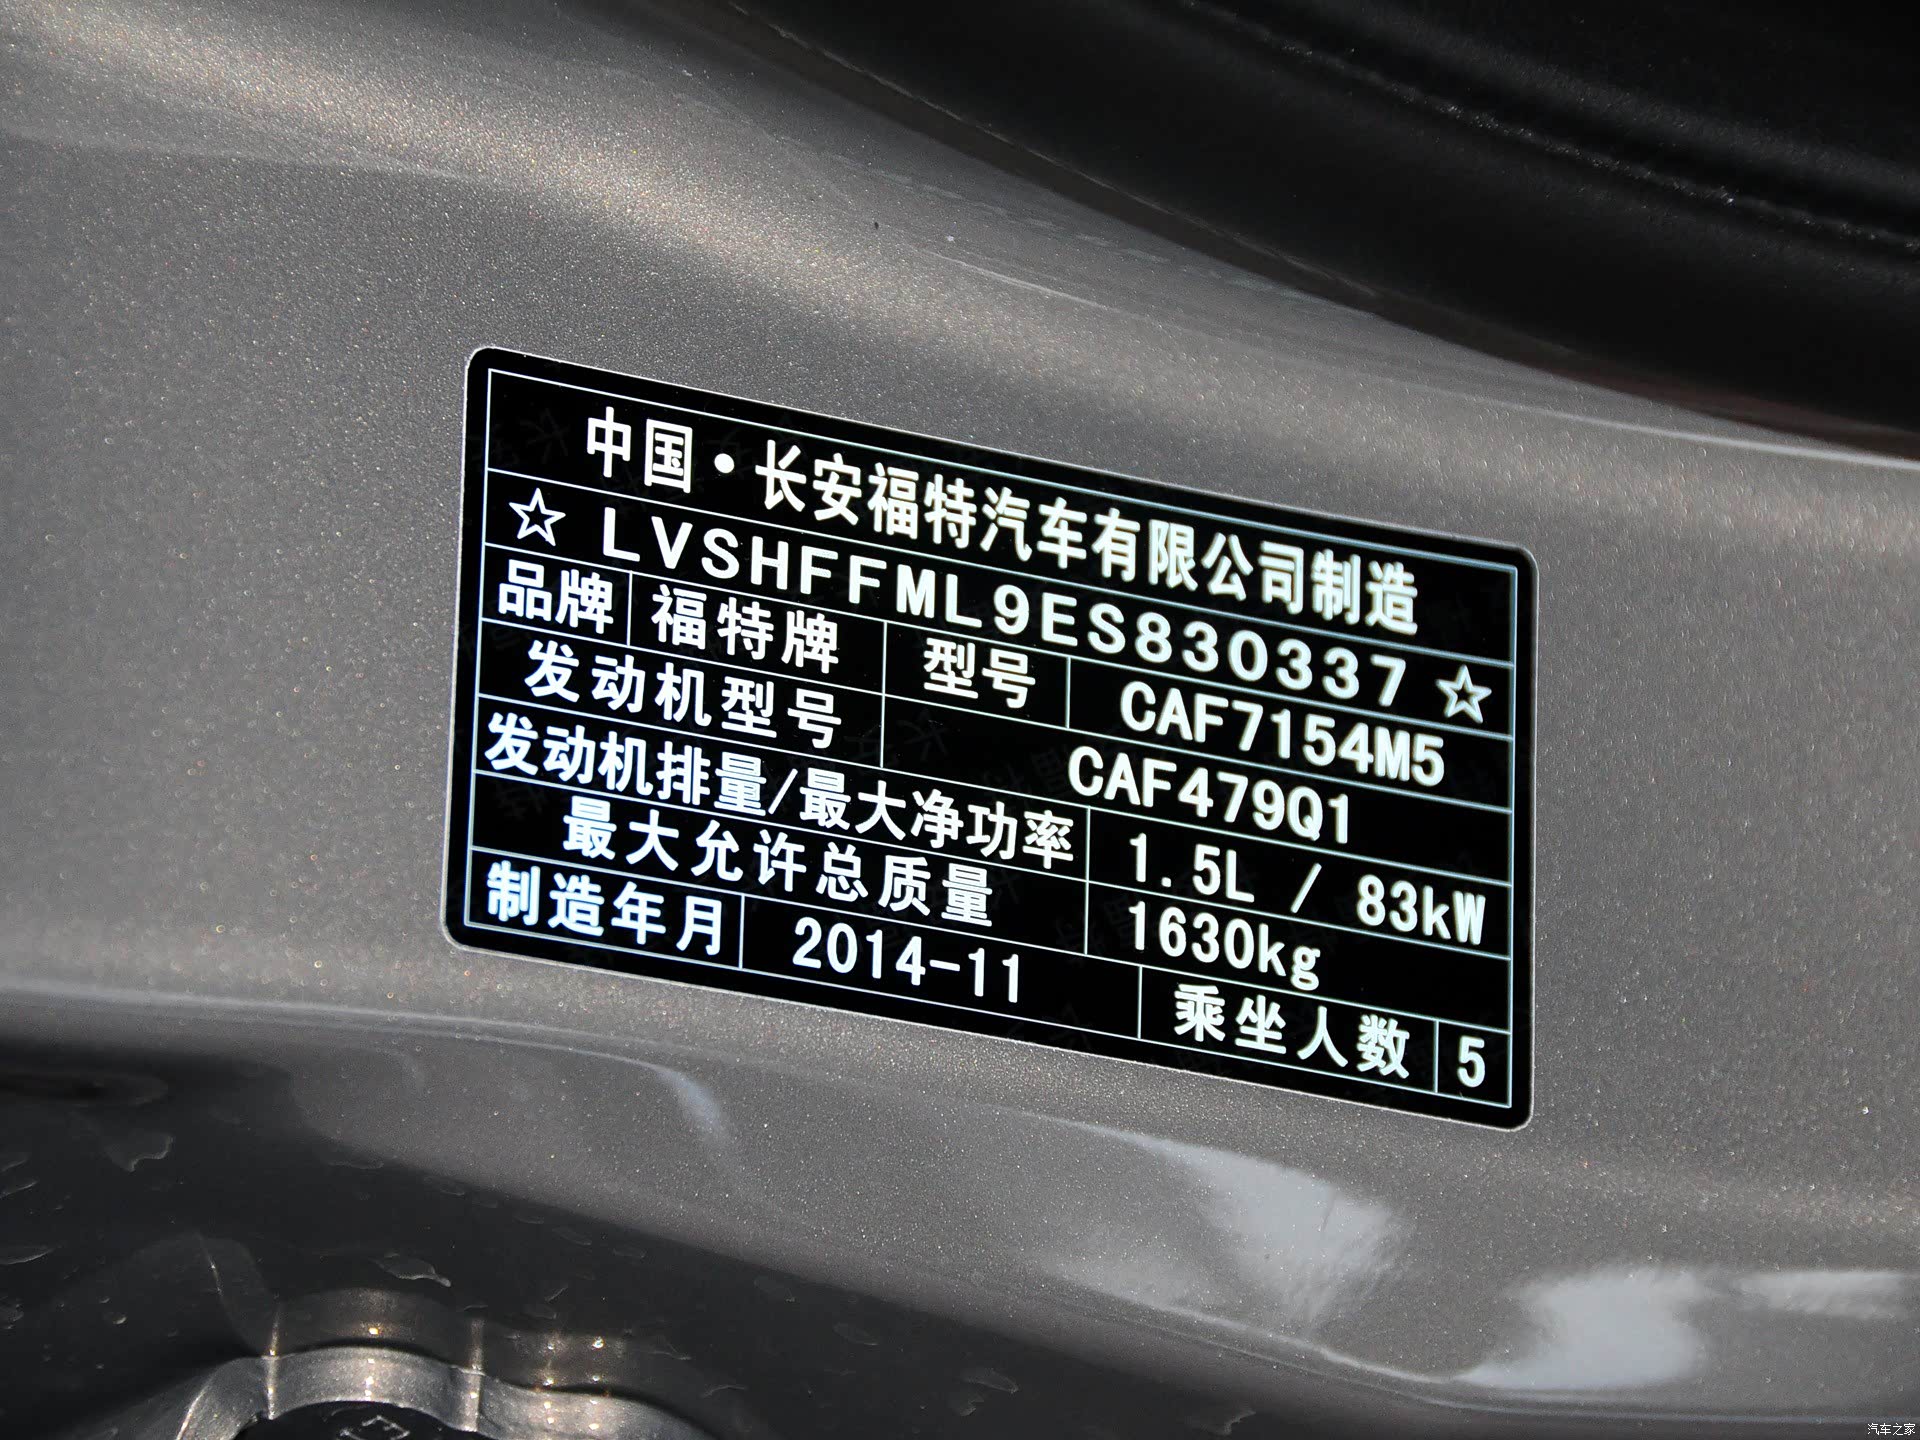 中国·长安福特汽车有限公司制造
☆ LVSHFFML9ES830337 ☆
品牌 福特牌 型号 CAF7154M5
发动机型号 CAF479Q1
发动机排量/最大净功率 1.5L / 83kW
最大允许总质量 1630kg
制造年月 2014-11 乘坐人数 5
汽车之家